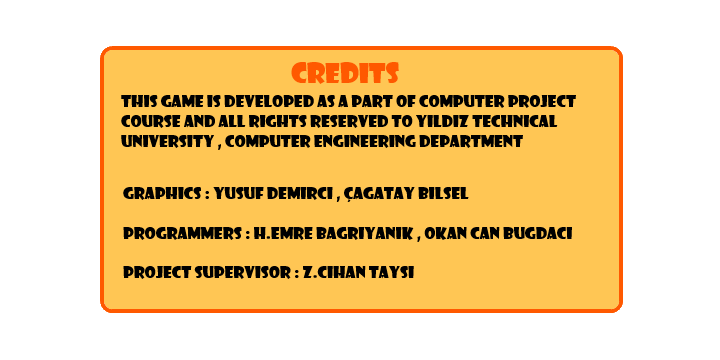 CREDITS
THIS GAME IS DEVELOPED AS A PART OF COMPUTER PROJECT
COURSE AND ALL RIGHTS RESERVED TO YILDIZ TECHNICAL
UNIVERSITY , COMPUTER ENGINEERING DEPARTMENT
GRAPHICS : YUSUF DEMIRCI , ÇAGATAY BILSEL
PROGRAMMERS : H.EMRE BAGRIYANIK , OKAN CAN BUGDACI
PROJECT SUPERVISOR : Z.CIHAN TAYSI